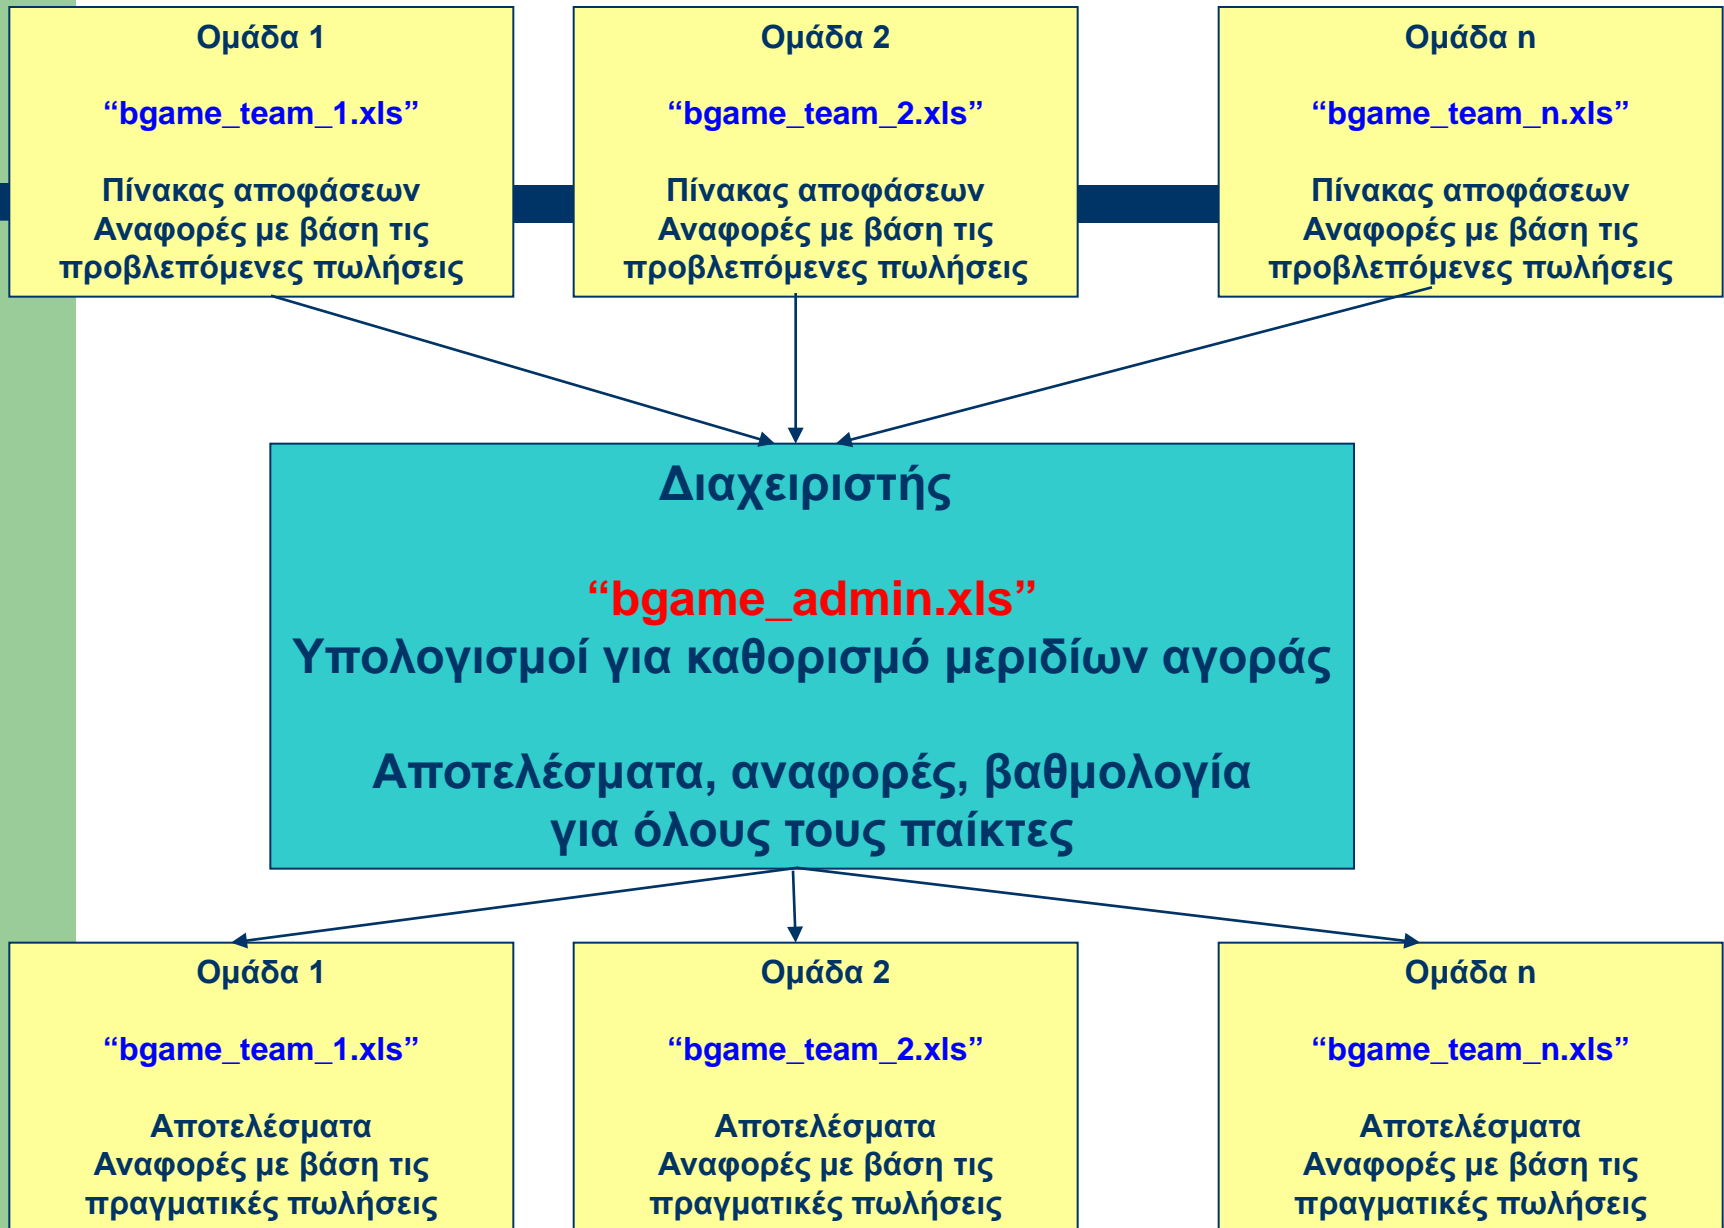 Ομάδα 1
“bgame_team_1.xls”
Πίνακας αποφάσεων
Αναφορές με βάση τις
προβλεπόμενες πωλήσεις
Ομάδα 2
“bgame_team_2.xls”
Πίνακας αποφάσεων
Αναφορές με βάση τις
προβλεπόμενες πωλήσεις
Ομάδα n
“bgame_team_n.xls”
Πίνακας αποφάσεων
Αναφορές με βάση τις
προβλεπόμενες πωλήσεις
Διαχειριστής
“bgame_admin.xls”
Υπολογισμοί για καθορισμό μεριδίων αγοράς
Αποτελέσματα, αναφορές, βαθμολογία
για όλους τους παίκτες
Ομάδα 1
“bgame_team_1.xls”
Αποτελέσματα
Αναφορές με βάση τις
πραγματικές πωλήσεις
Ομάδα 2
“bgame_team_2.xls”
Αποτελέσματα
Αναφορές με βάση τις
πραγματικές πωλήσεις
Ομάδα n
“bgame_team_n.xls”
Αποτελέσματα
Αναφορές με βάση τις
πραγματικές πωλήσεις